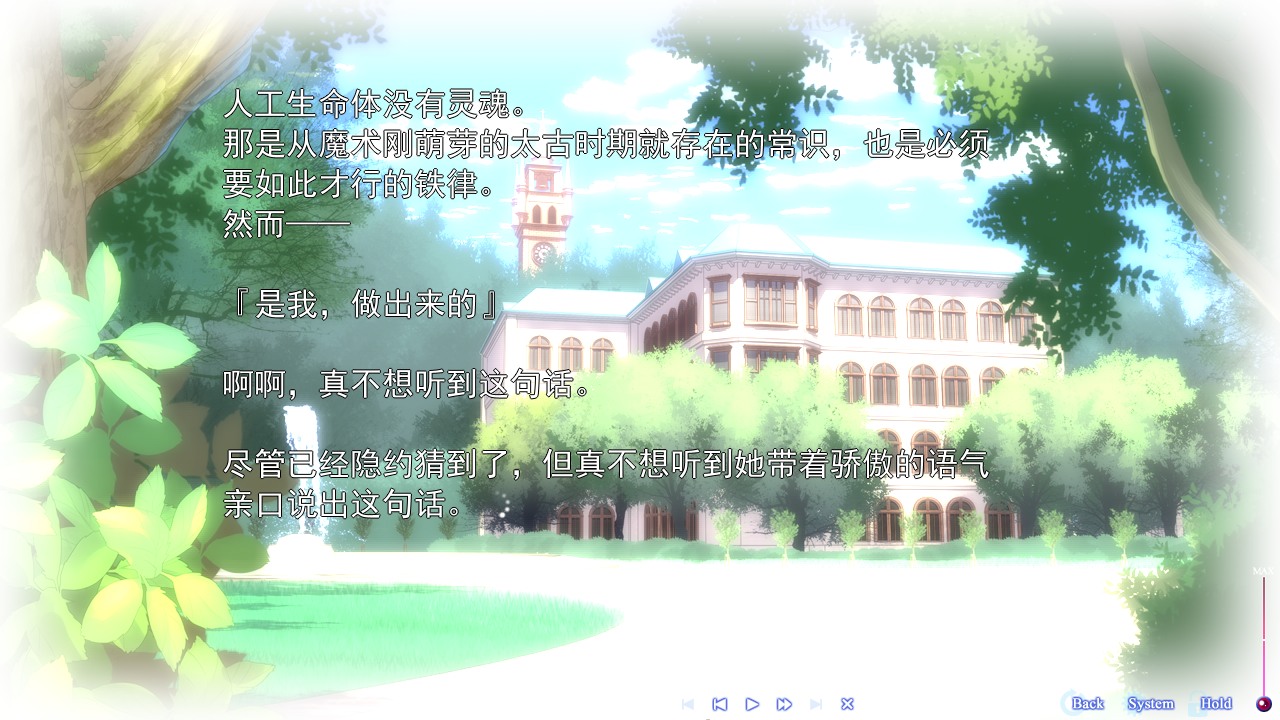 人工生命体没有灵魂。
那是从魔术刚萌芽的太古时期就存在的常识，也是必须
要如此才行的铁律。
然而——
『是我，做出来的』
啊啊，真不想听到这句话。
尽管已经隐约猜到了，但真不想听到她带着骄傲的语气
亲口说出这句话。
MAX
Back System Hold